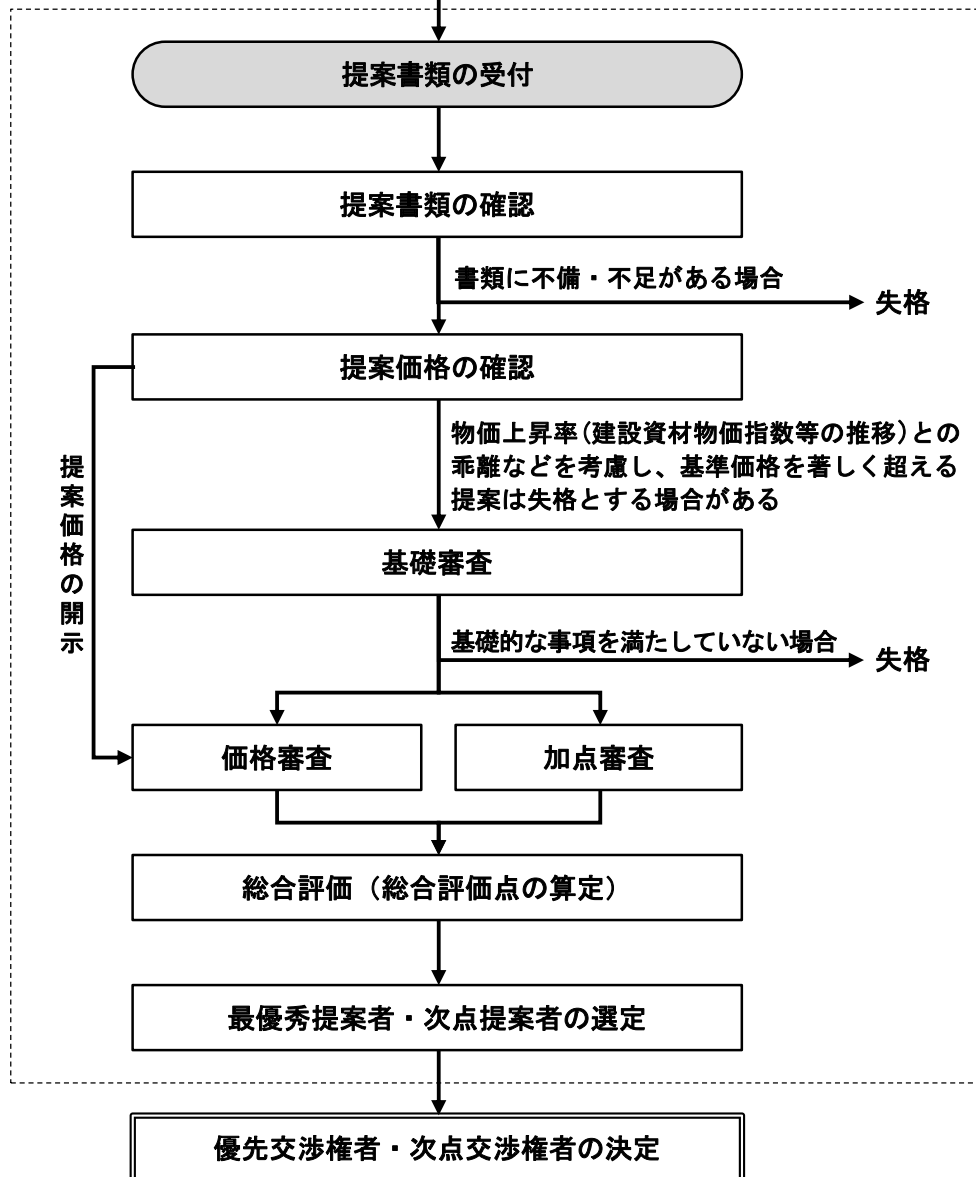 提案書類の受付
提案書類の確認
書類に不備・不足がある場合
失格
提案価格の確認
物価上昇率(建設資材物価指数等の推移)との
乖離などを考慮し、基準価格を著しく超える
提案は失格とする場合がある
提案価格の開示
基礎審査
基礎的な事項を満たしていない場合
失格
価格審査
加点審査
総合評価（総合評価点の算定）
最優秀提案者・次点提案者の選定
優先交渉権者・次点交渉権者の決定